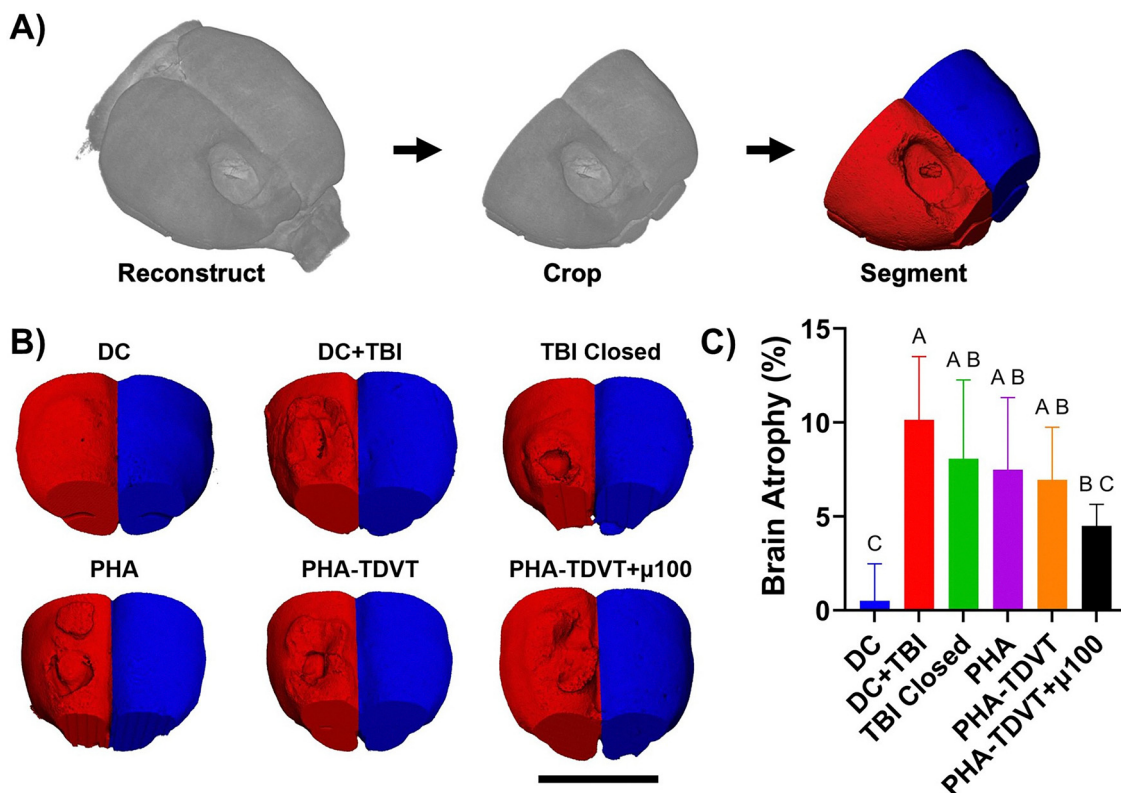 A)
Reconstruct
Crop
Segment
B)
DC
DC+TBI
TBI Closed
PHA
PHA-TDVT
PHA-TDVT+µ100
C)
Brain Atrophy (%)
15
10
5
0
C
A
A B
A B
A B
B C
DC
DC+TBI
TBI Closed
PHA
PHA-TDVT
PHA-TDVT+µ100